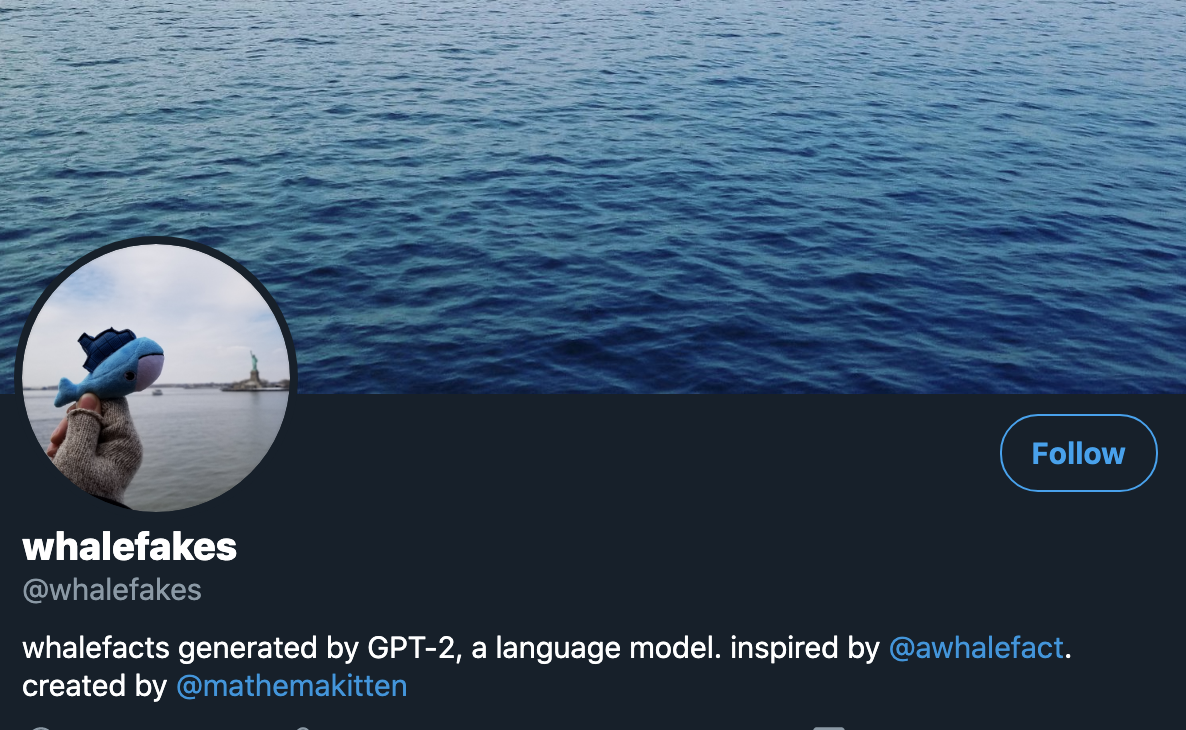 Follow
whalefakes
@whalefakes
whalefacts generated by GPT-2, a language model. inspired by @awhalefact.
created by @mathemakitten